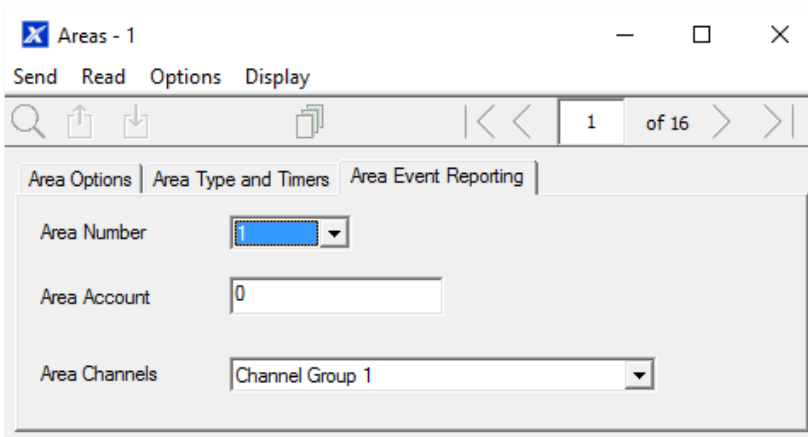 Areas - 1
Send Read Options Display
1 of 16
Area Options Area Type and Timers Area Event Reporting
Area Number 1
Area Account 0
Area Channels Channel Group 1